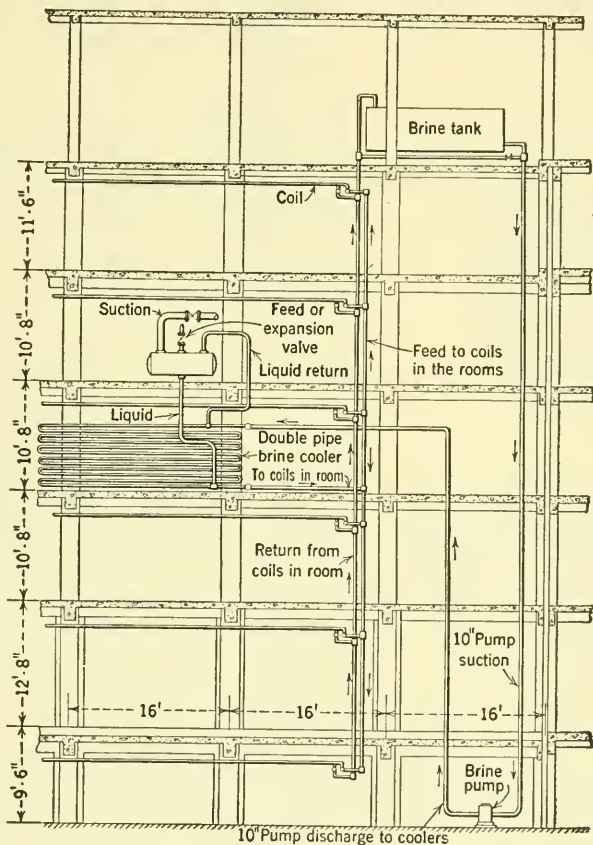 Brine tank
Coil
11'-6"
Suction
Feed or
expansion
valve
Feed to coils
in the rooms
10'-8"
Liquid return
Liquid
Double pipe
brine cooler
To coils in room
10'-8"
Return from
coils in room
10'-8"
10" Pump
suction
12'-8"
16'
16'
16'
Brine
pump
9'-6"
10" Pump discharge to coolers